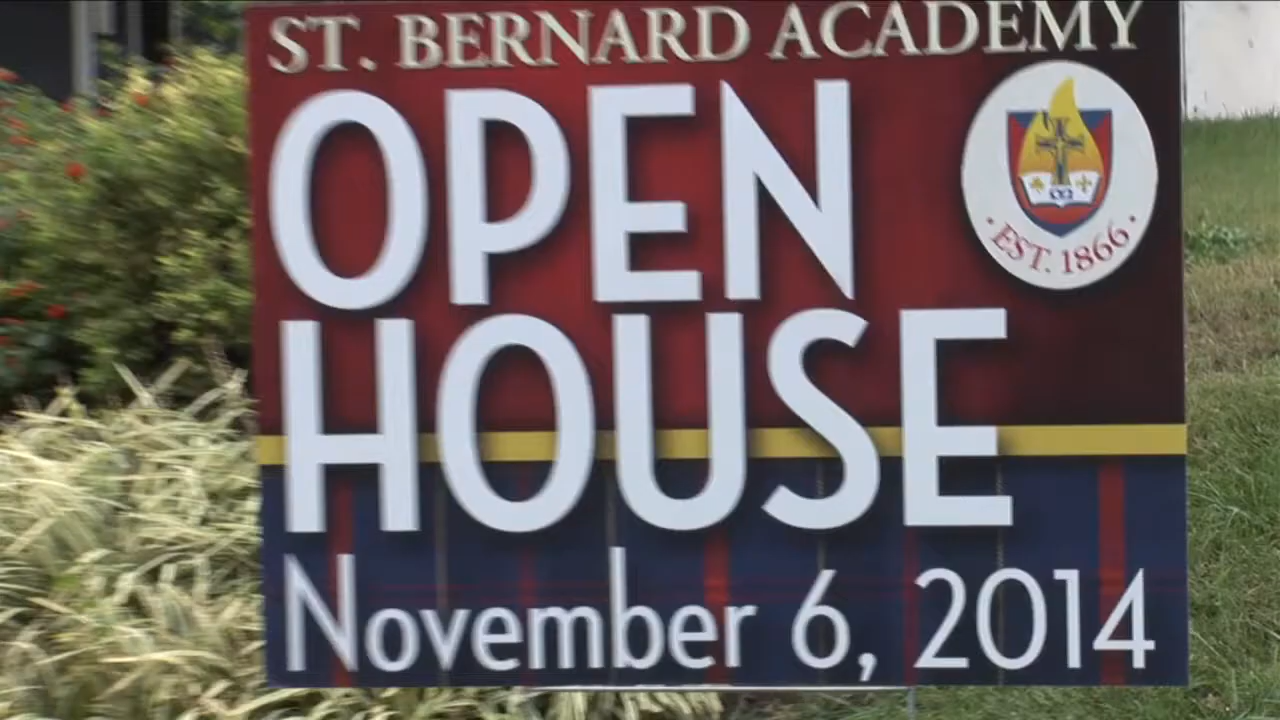 ST. BERNARD ACADEMY
OPEN
HOUSE
· EST. 1866 ·
November 6, 2014